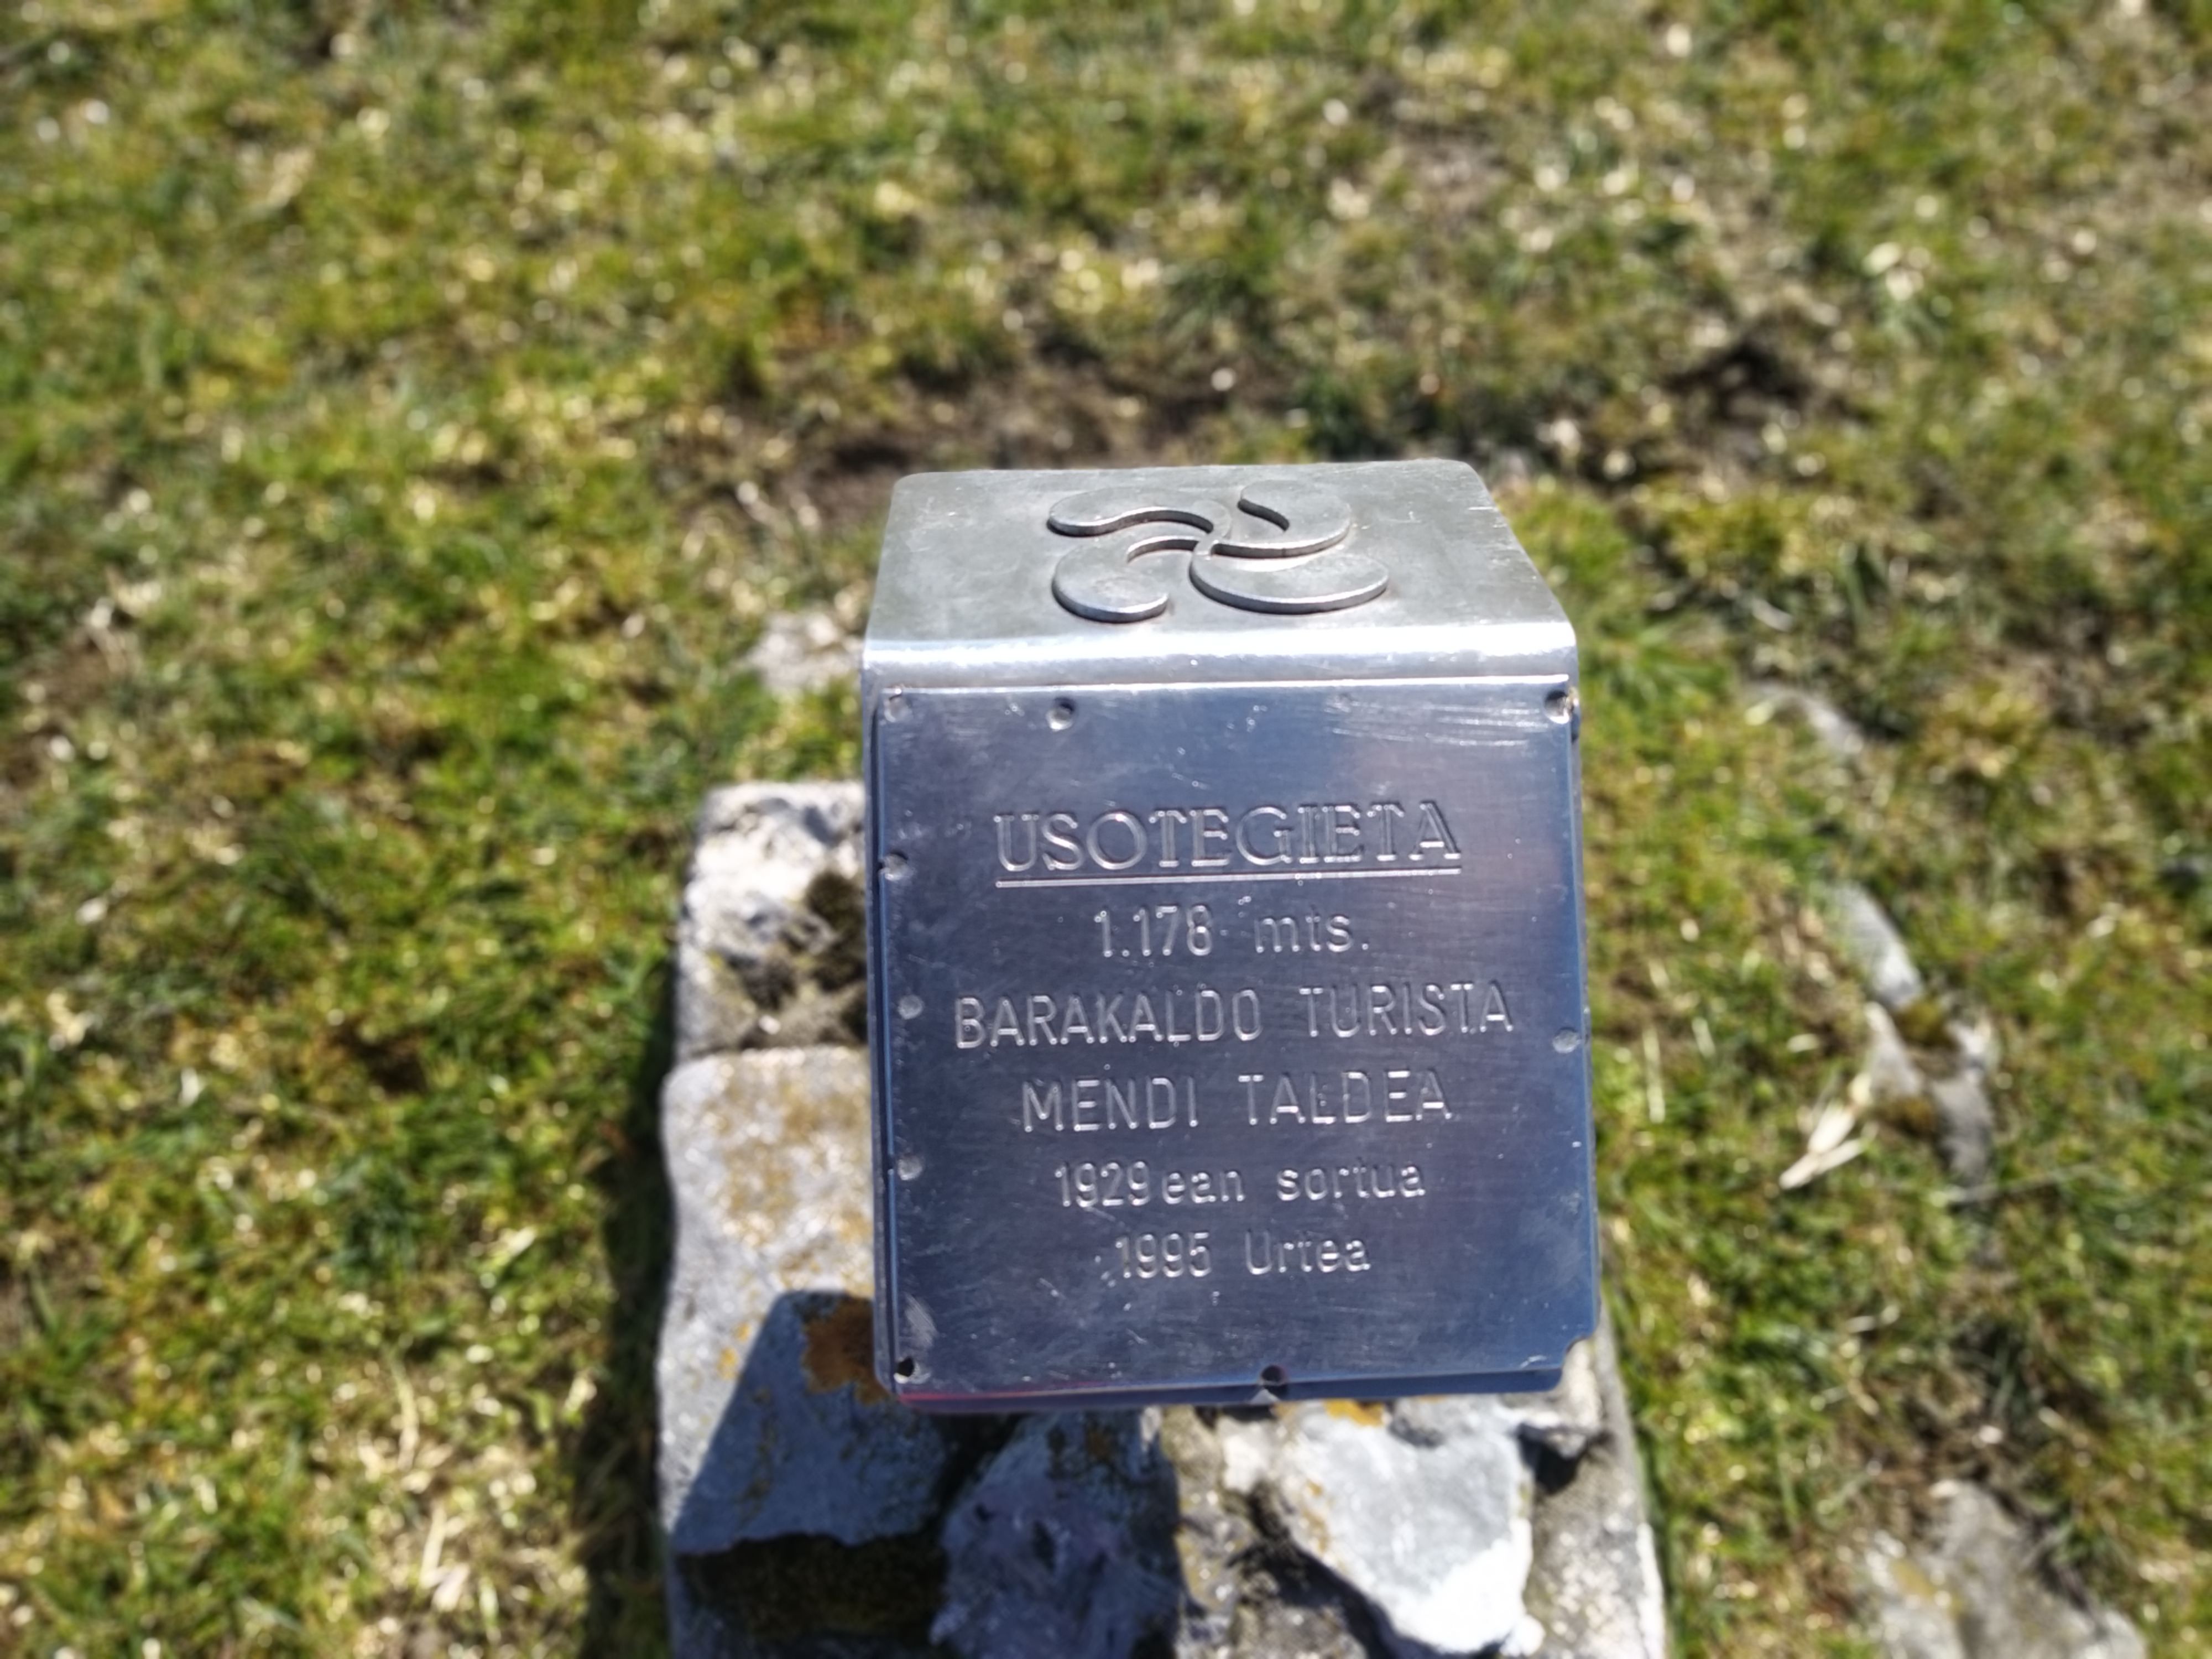 USOTEGIETA
1.178 mts.
BARAKALDO TURISTA
MENDI TALDEA
1929ean sortua
1995 Urtea